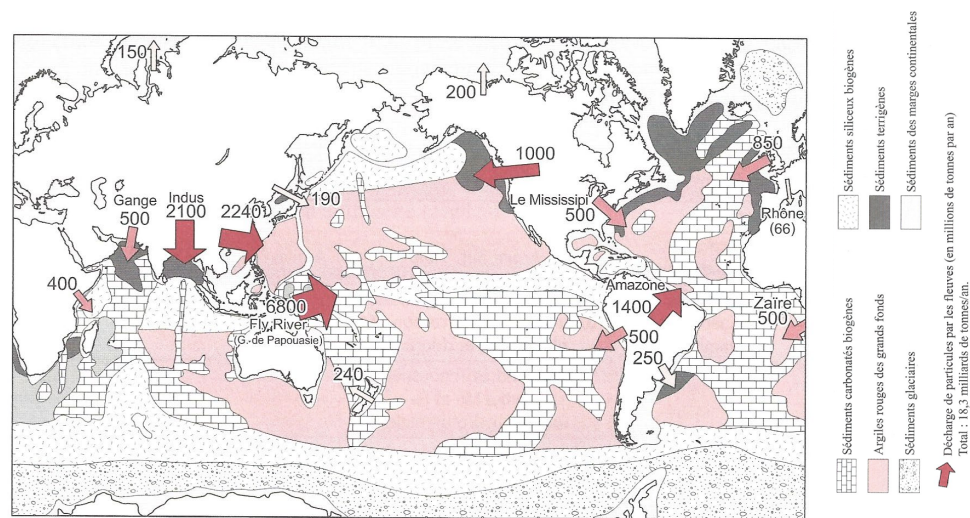 150
200
190
1000
850
Le Mississipi
500
Rhône
(66)
Gange
500
Indus
2100
2240
400
6800
Fly River
(G. de Papouasie)
240
Amazone
1400
500
250
Zaïre
500
Sédiments siliceux biogènes
Sédiments terrigènes
Sédiments des marges continentales
Sédiments carbonatés biogènes
Argiles rouges des grands fonds
Sédiments glaciaires
Décharge de particules par les fleuves (en millions de tonnes par an)
Total : 18,3 milliards de tonnes/an.